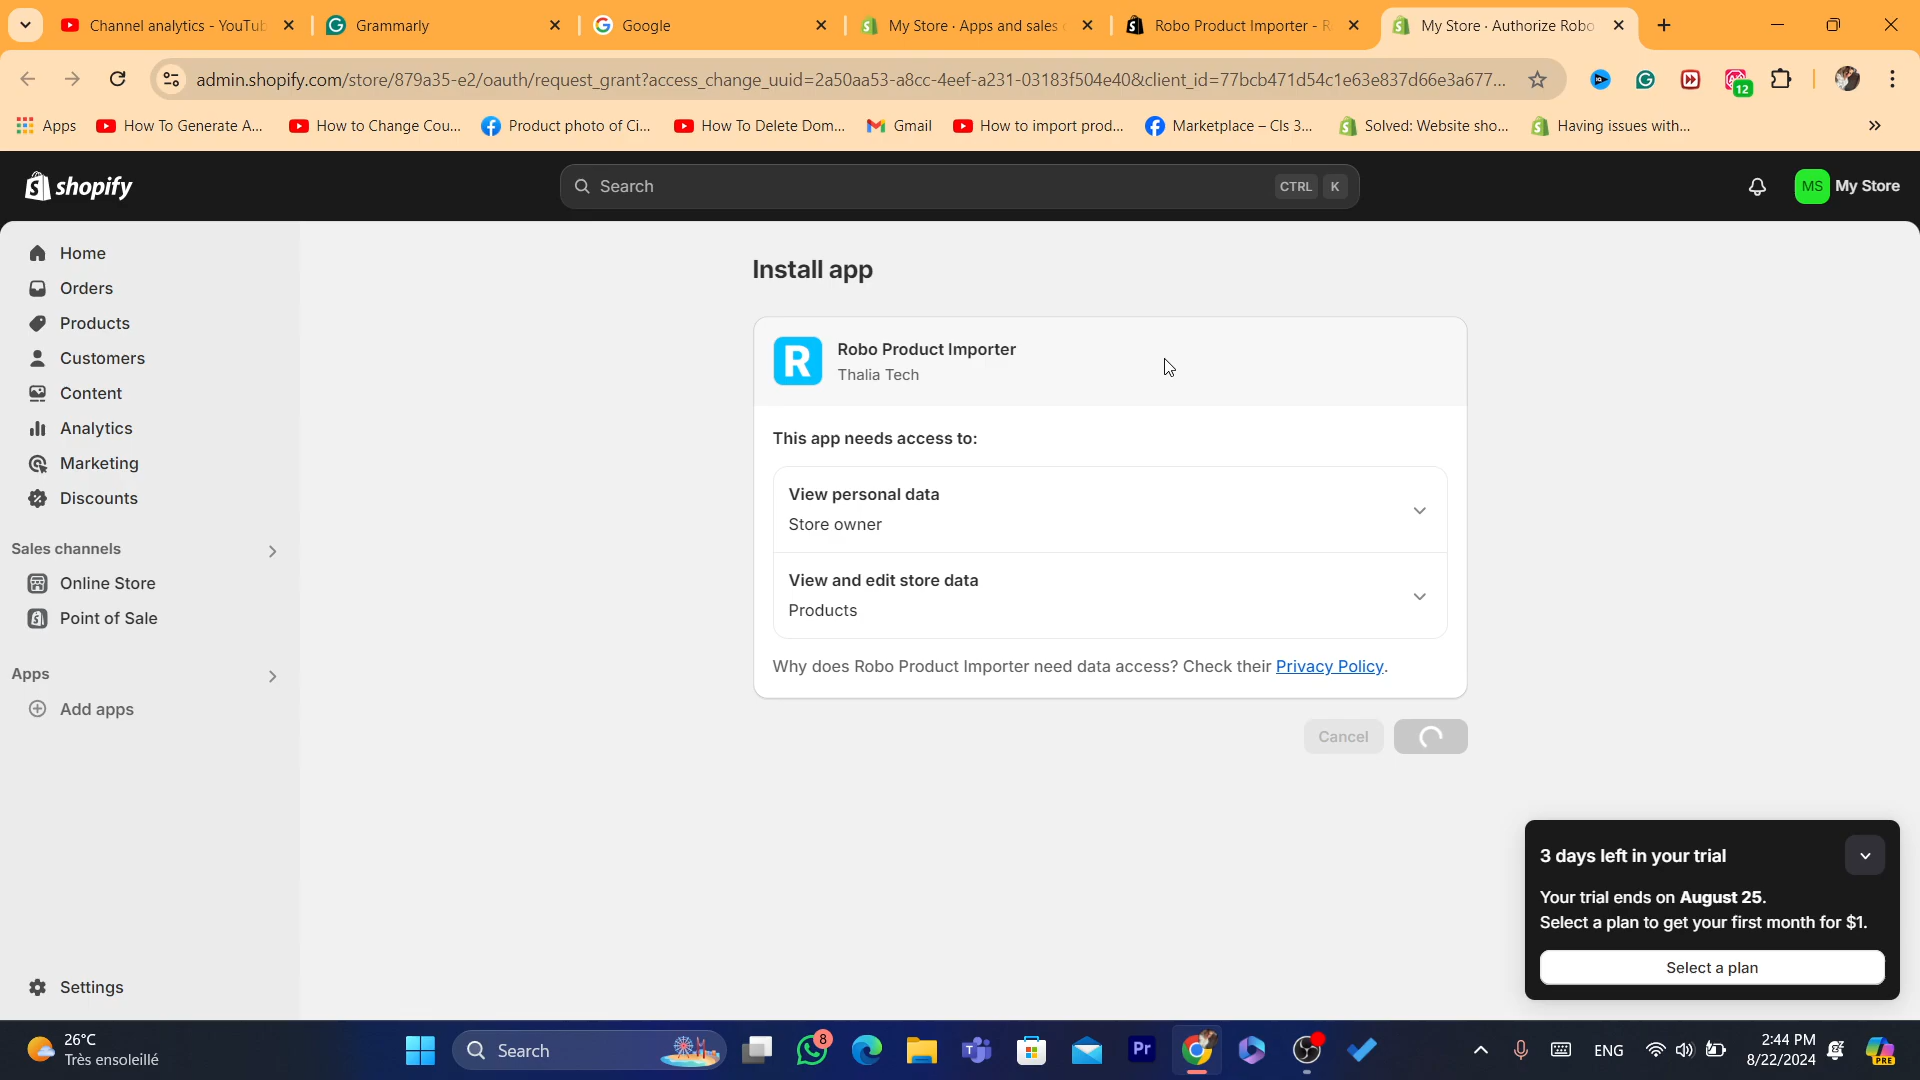 Channel analytics - YouTub
Grammarly
Google
My Store · Apps and sales c
Robo Product Importer - R
My Store · Authorize Robo
admin.shopify.com/store/879a35-e2/oauth/request_grant?access_change_uuid=2a50aa53-a8cc-4eef-a231-03183f504e40&client_id=77bcb471d54c1e63e837d66e3a677...
12
Apps
How To Generate A...
How to Change Cou...
Product photo of Ci...
How To Delete Dom...
Gmail
How to import prod...
Marketplace – Cls 3...
Solved: Website sho...
Having issues with...
shopify
Search
CTRL K
MS
My Store
Home
Orders
Products
Customers
Content
Analytics
Marketing
Discounts
Sales channels
Online Store
Point of Sale
Apps
Add apps
Settings
Install app
R
Robo Product Importer
Thalia Tech
This app needs access to:
View personal data
Store owner
View and edit store data
Products
Why does Robo Product Importer need data access? Check their Privacy Policy.
Cancel
3 days left in your trial
Your trial ends on August 25.
Select a plan to get your first month for $1.
Select a plan
26°C
Très ensoleillé
Search
8
Pr
ENG
2:44 PM
8/22/2024
PRE